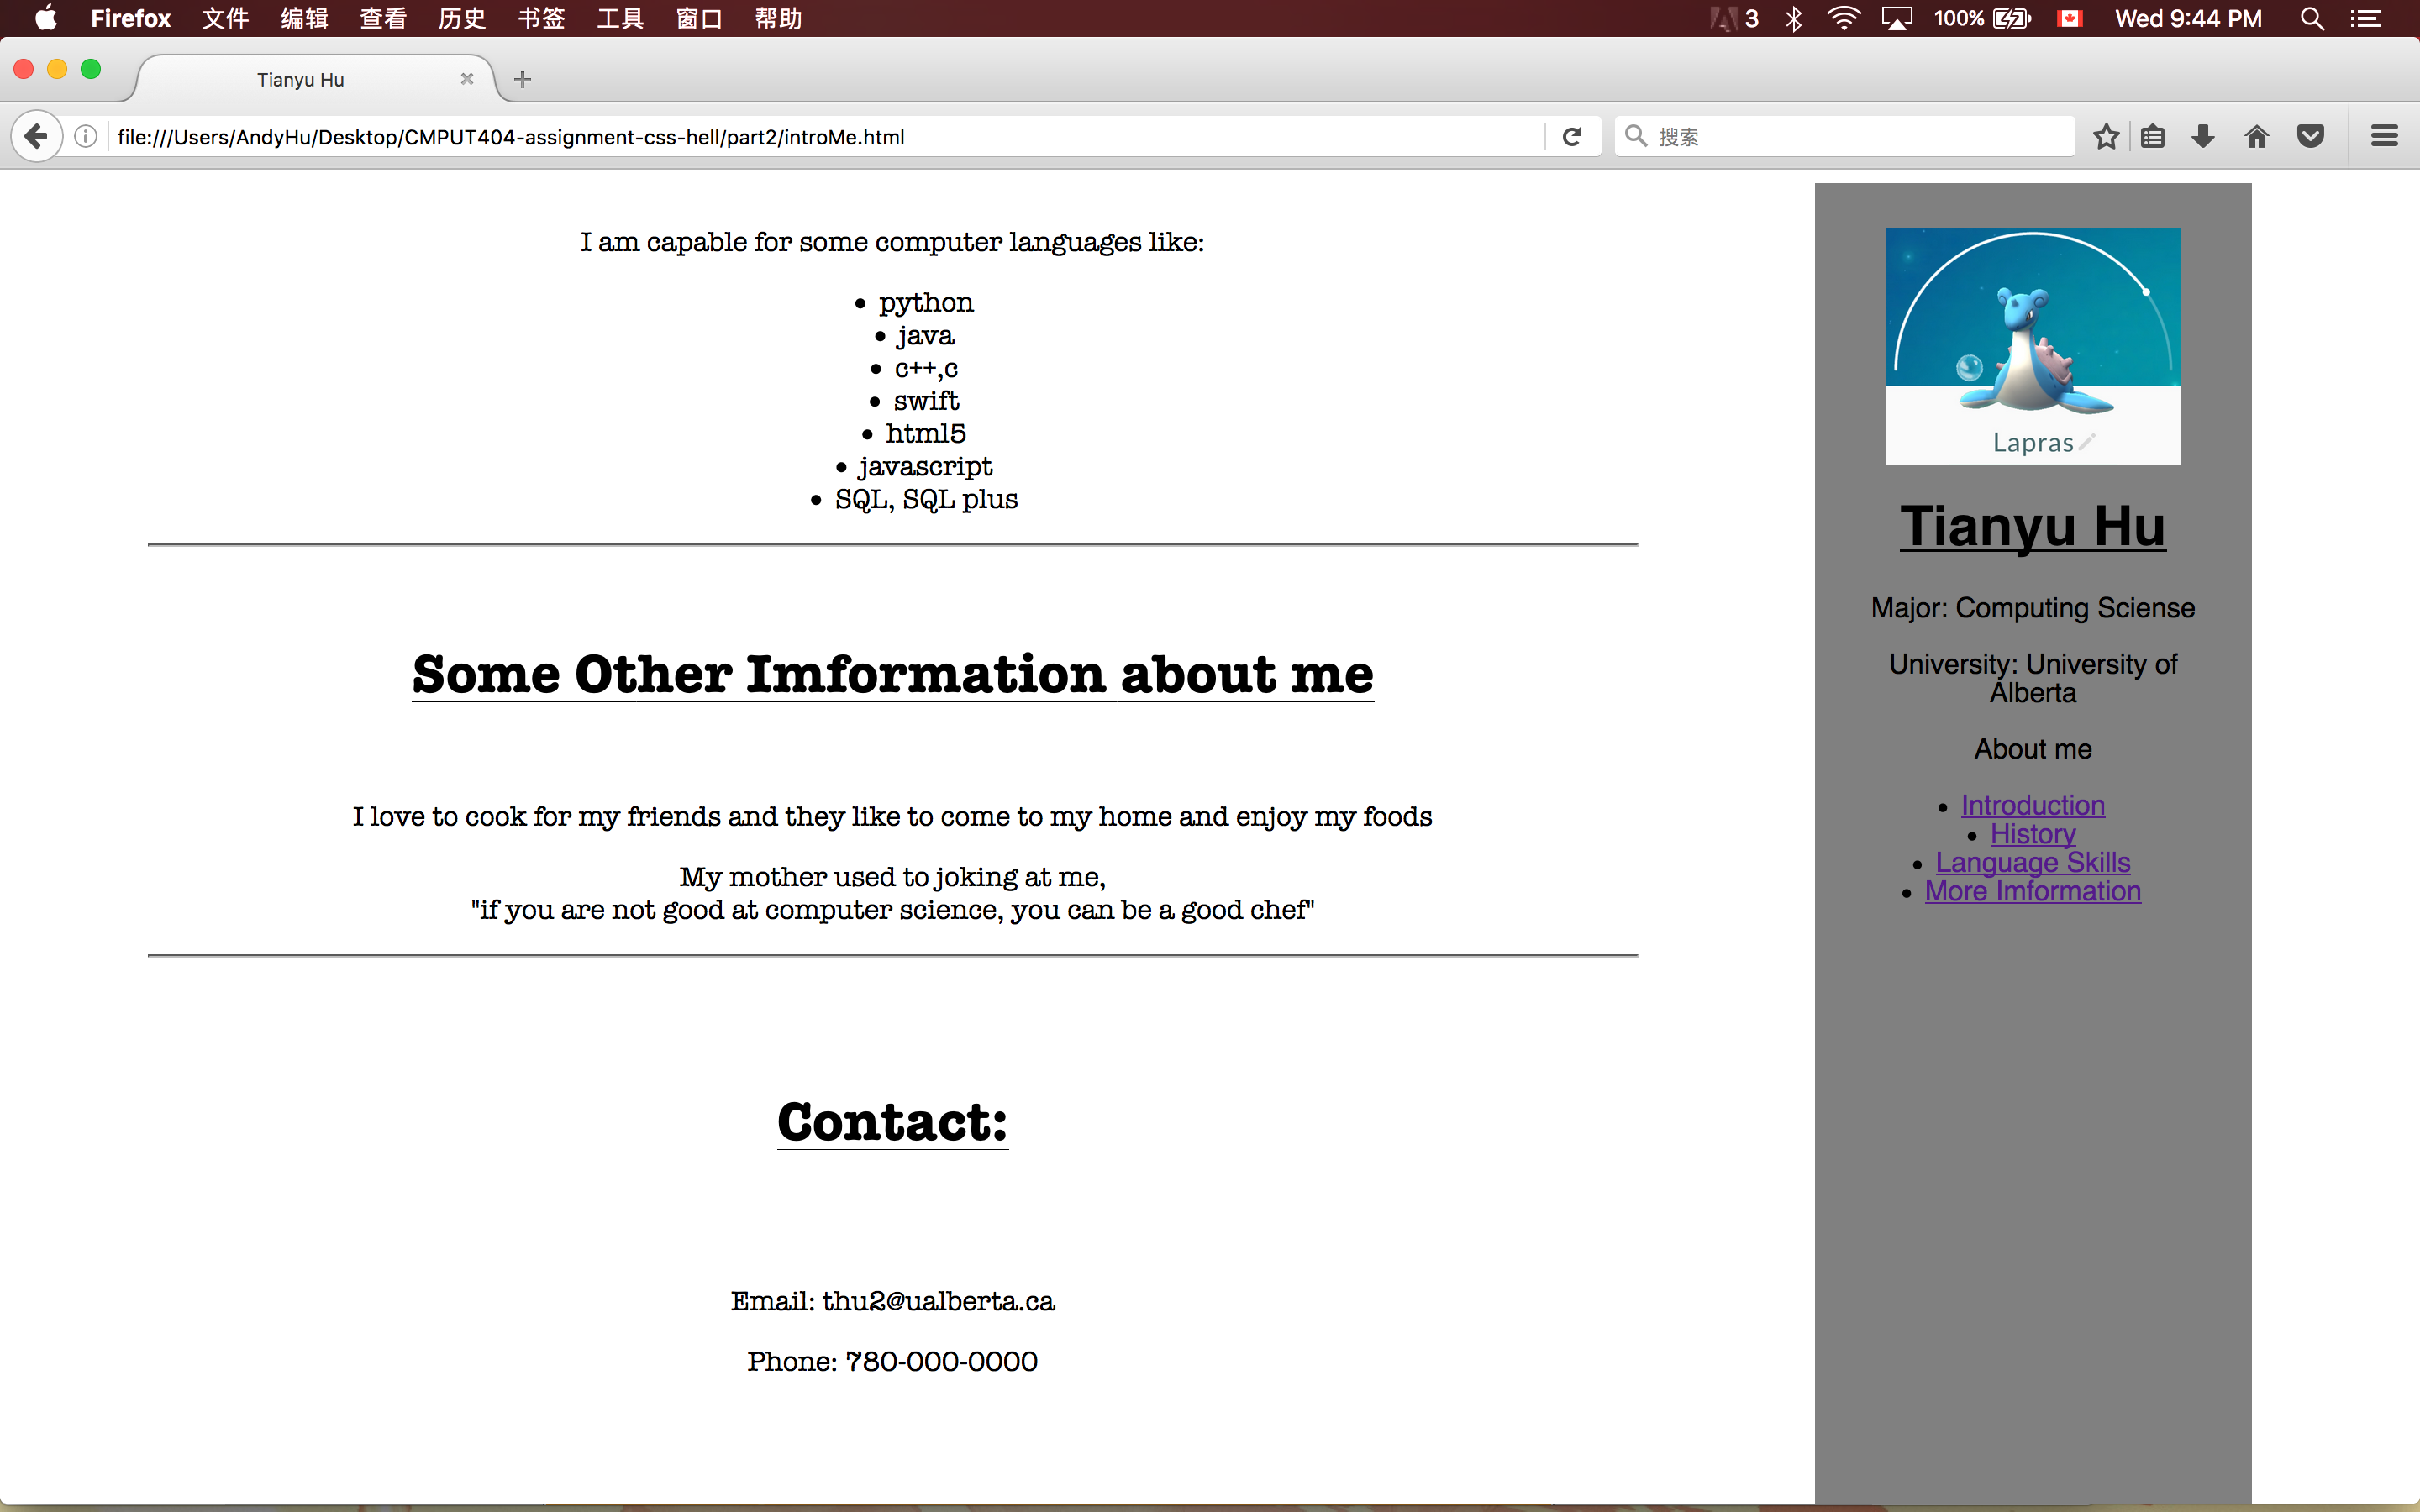 Firefox 文件 编辑 查看 历史 书签 工具 窗口 帮助 3 100% Wed 9:44 PM
Tianyu Hu
file:///Users/AndyHu/Desktop/CMPUT404-assignment-css-hell/part2/introMe.html 搜索
I am capable for some computer languages like:
• python
• java
• c++,c
• swift
• html5
• javascript
• SQL, SQL plus
Some Other Imformation about me
I love to cook for my friends and they like to come to my home and enjoy my foods
My mother used to joking at me,
"if you are not good at computer science, you can be a good chef"
Contact:
Email: thu2@ualberta.ca
Phone: 780-000-0000
Lapras
Tianyu Hu
Major: Computing Sciense
University: University of
Alberta
About me
• Introduction
• History
• Language Skills
• More Imformation